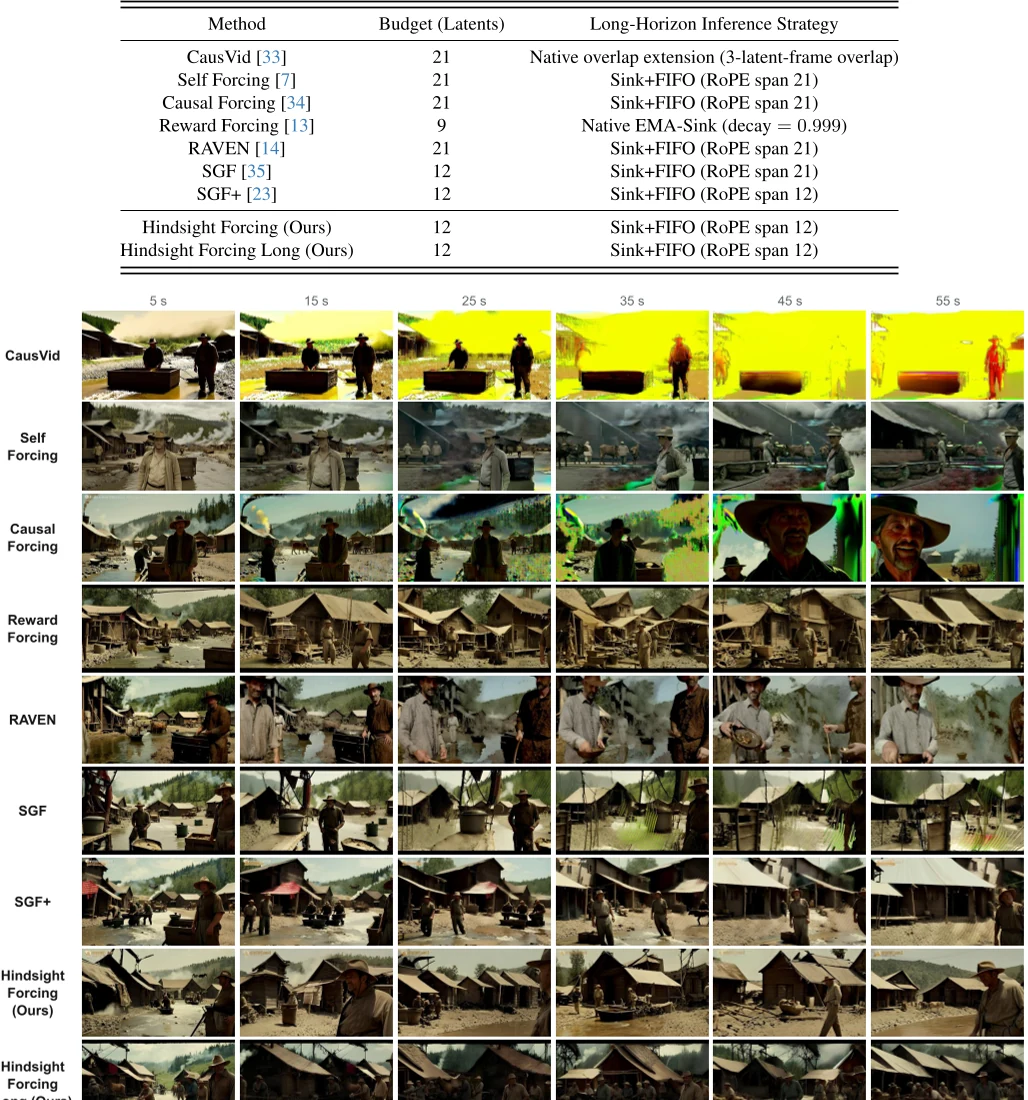 Method Budget (Latents) Long-Horizon Inference Strategy
CausVid [33] 21 Native overlap extension (3-latent-frame overlap)
Self Forcing [7] 21 Sink+FIFO (RoPE span 21)
Causal Forcing [34] 21 Sink+FIFO (RoPE span 21)
Reward Forcing [13] 9 Native EMA-Sink (decay = 0.999)
RAVEN [14] 21 Sink+FIFO (RoPE span 21)
SGF [35] 12 Sink+FIFO (RoPE span 21)
SGF+ [23] 12 Sink+FIFO (RoPE span 12)
Hindsight Forcing (Ours) 12 Sink+FIFO (RoPE span 12)
Hindsight Forcing Long (Ours) 12 Sink+FIFO (RoPE span 12)
5 s 15 s 25 s 35 s 45 s 55 s
CausVid
Self
Forcing
Causal
Forcing
Reward
Forcing
RAVEN
SGF
SGF+
Hindsight
Forcing
(Ours)
Hindsight
Forcing